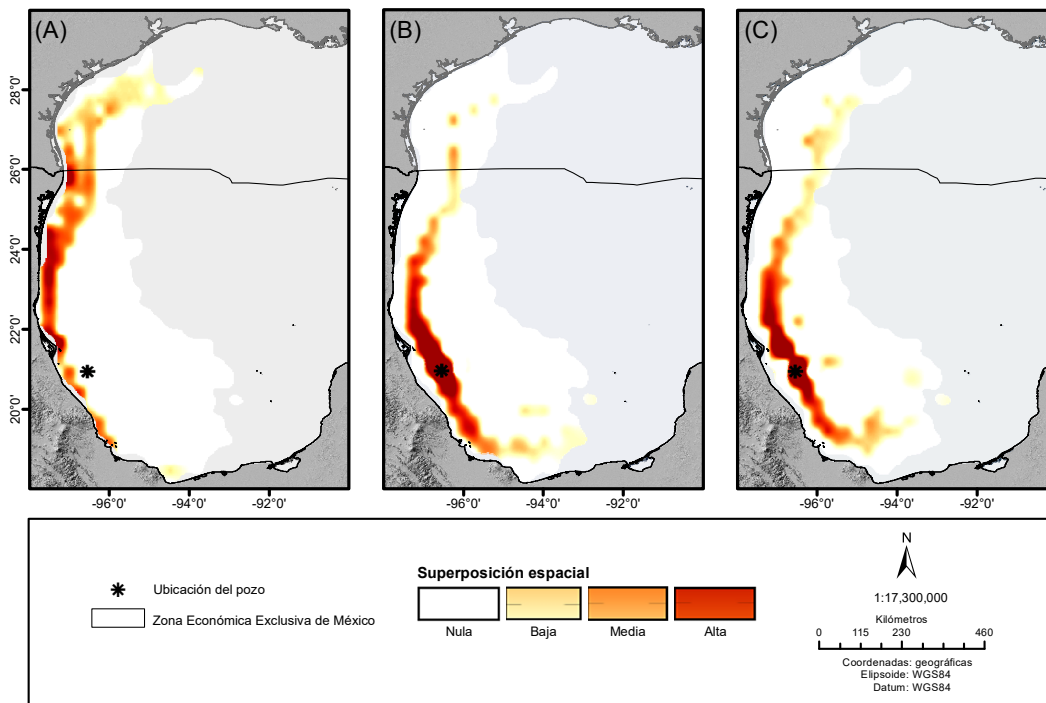 (A)
(B)
(C)
28°0'
26°0'
24°0'
22°0'
20°0'
-96°0'
-94°0'
-92°0'
-96°0'
-94°0'
-92°0'
-96°0'
-94°0'
-92°0'
Ubicación del pozo
Zona Económica Exclusiva de México
Superposición espacial
Nula
Baja
Media
Alta
N
1:17,300,000
Kilómetros
0 115 230 460
Coordenadas: geográficas
Elipsoide: WGS84
Datum: WGS84